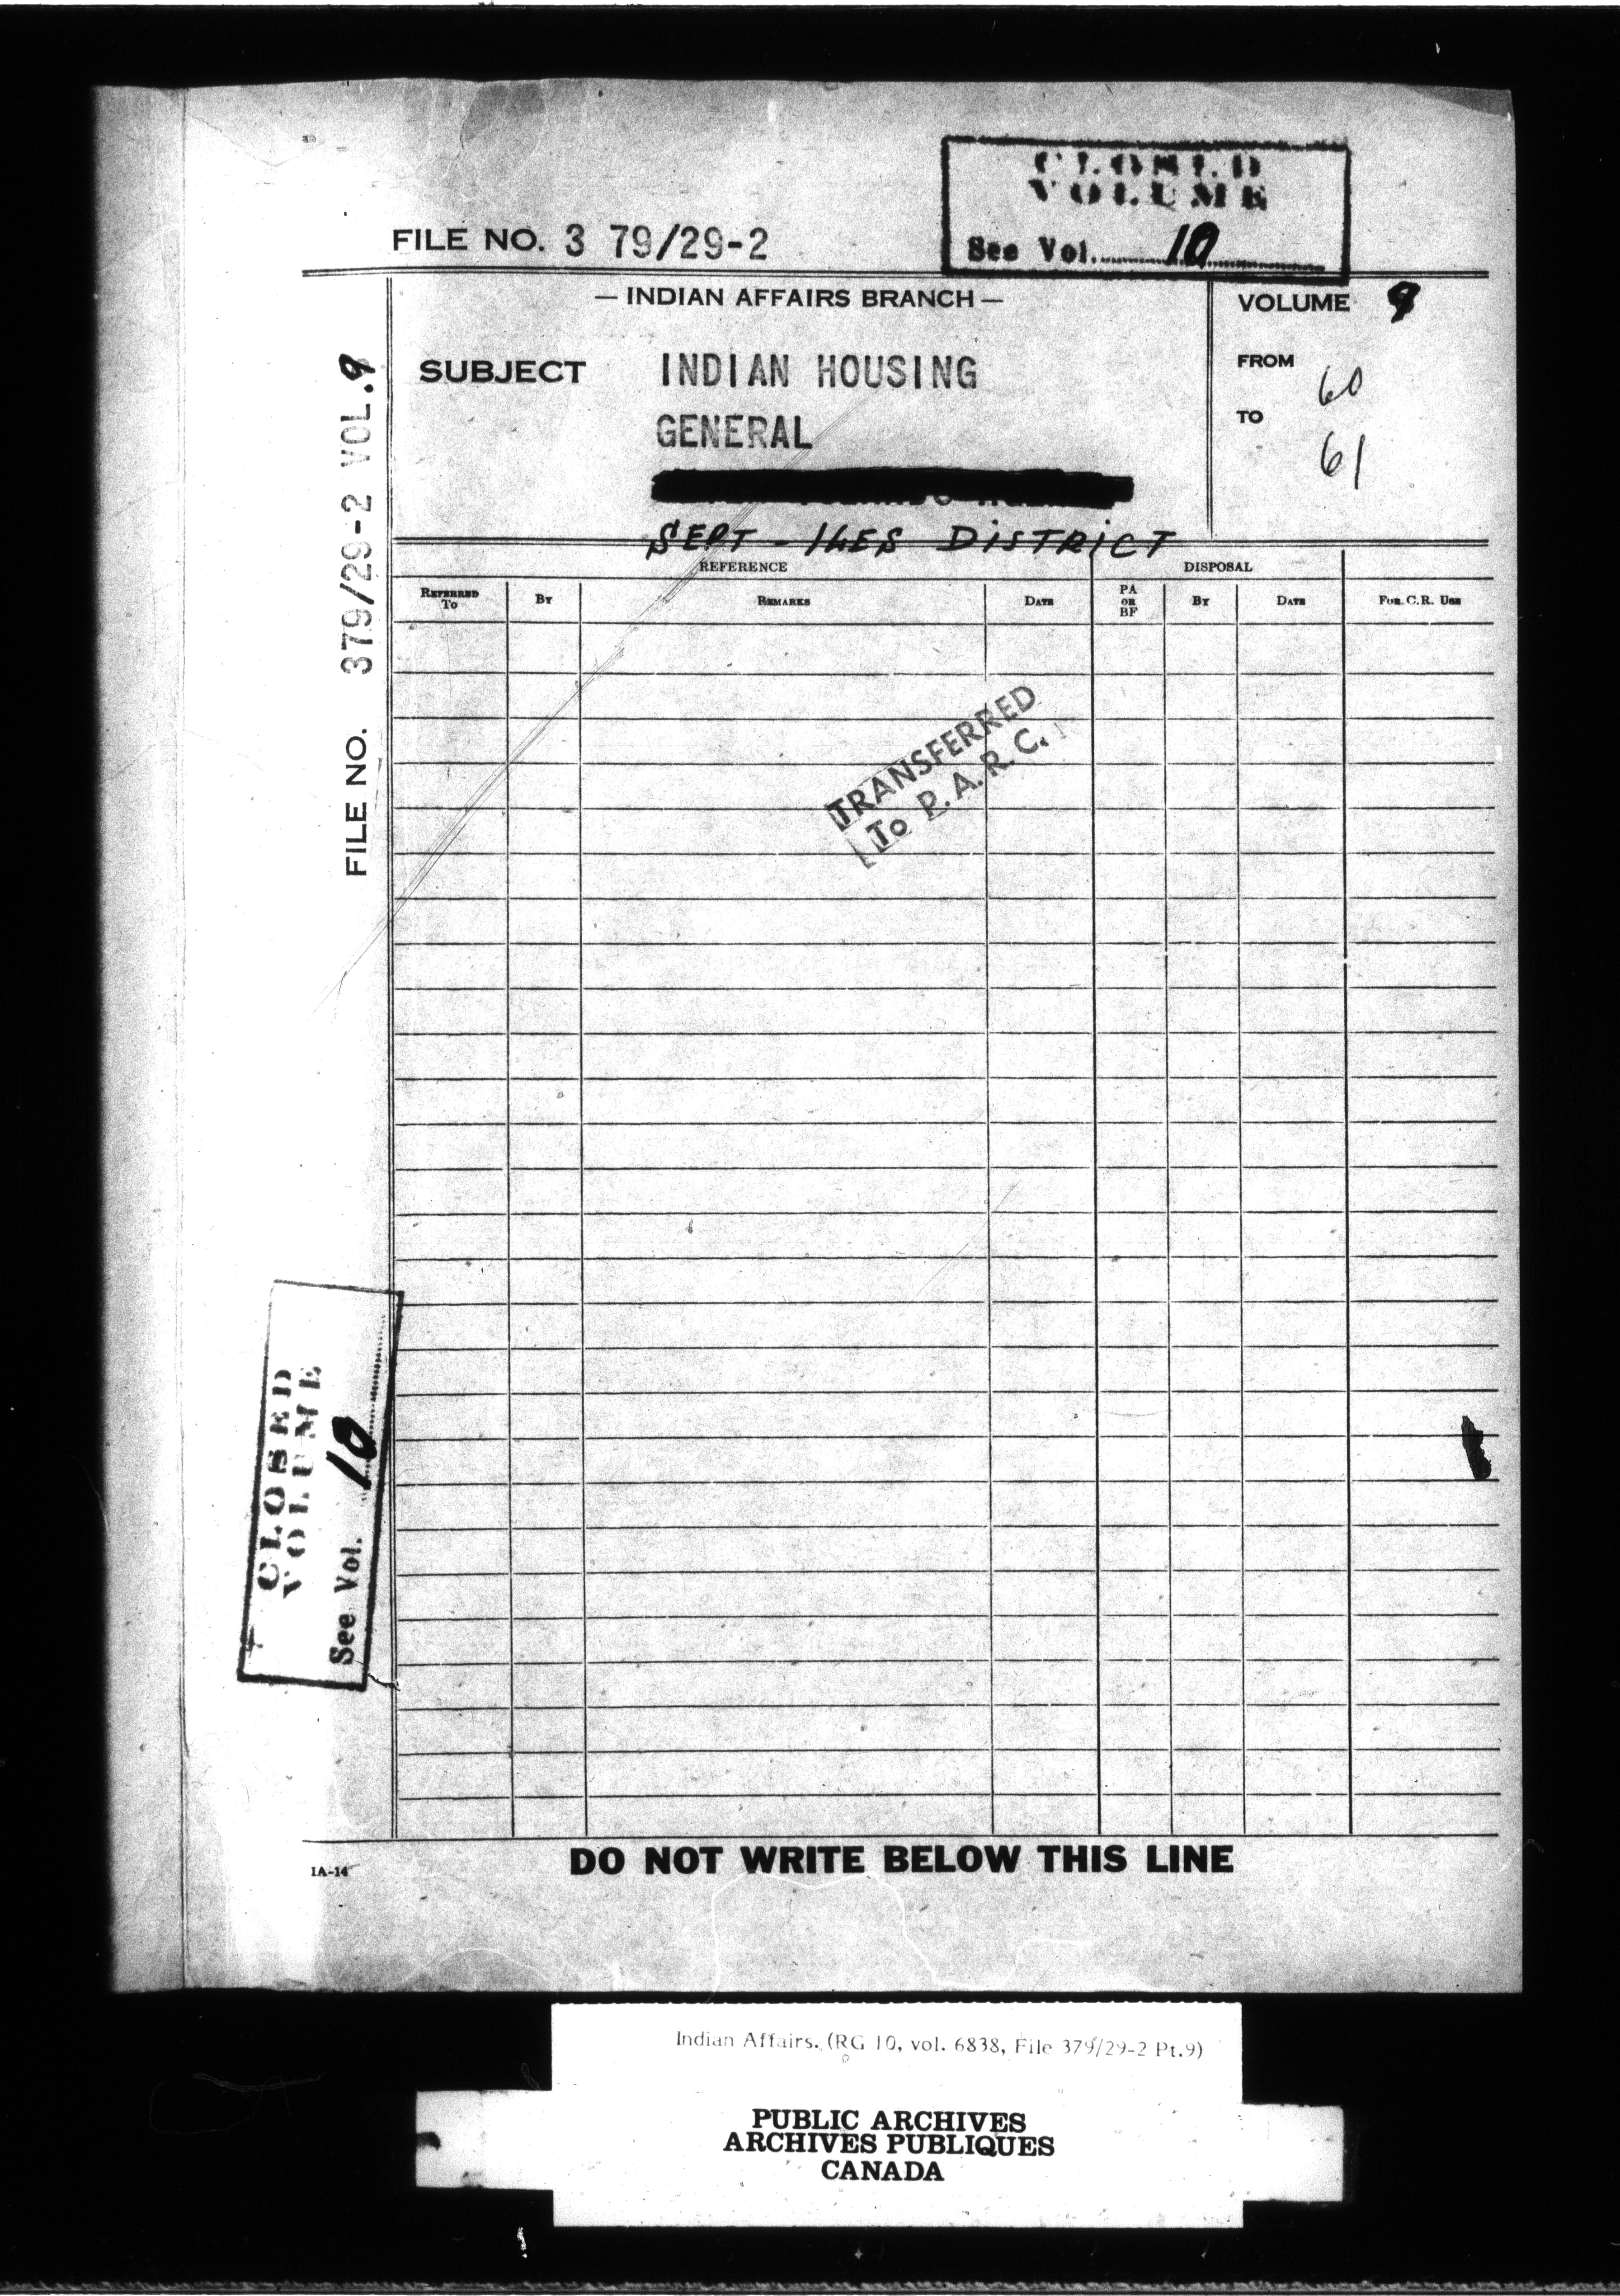 CLOSED
VOLUME
See Vol. 10
FILE NO. 379/29-2
— INDIAN AFFAIRS BRANCH —
VOLUME 9
SUBJECT INDIAN HOUSING
GENERAL
SEPT-ILES DISTRICT
FROM 60
TO 61
FILE NO. 379/29-2 VOL.9
REFERENCE DISPOSAL
REFERRED TO BY REMARKS DATE PA OR BF BY DATE FOR C.R. USE
TRANSFERRED
To P.A.R.C.
CLOSED
VOLUME
See Vol. 10
IA-14
DO NOT WRITE BELOW THIS LINE
Indian Affairs. (RG 10, vol. 6838, File 379/29-2 Pt.9)
PUBLIC ARCHIVES
ARCHIVES PUBLIQUES
CANADA